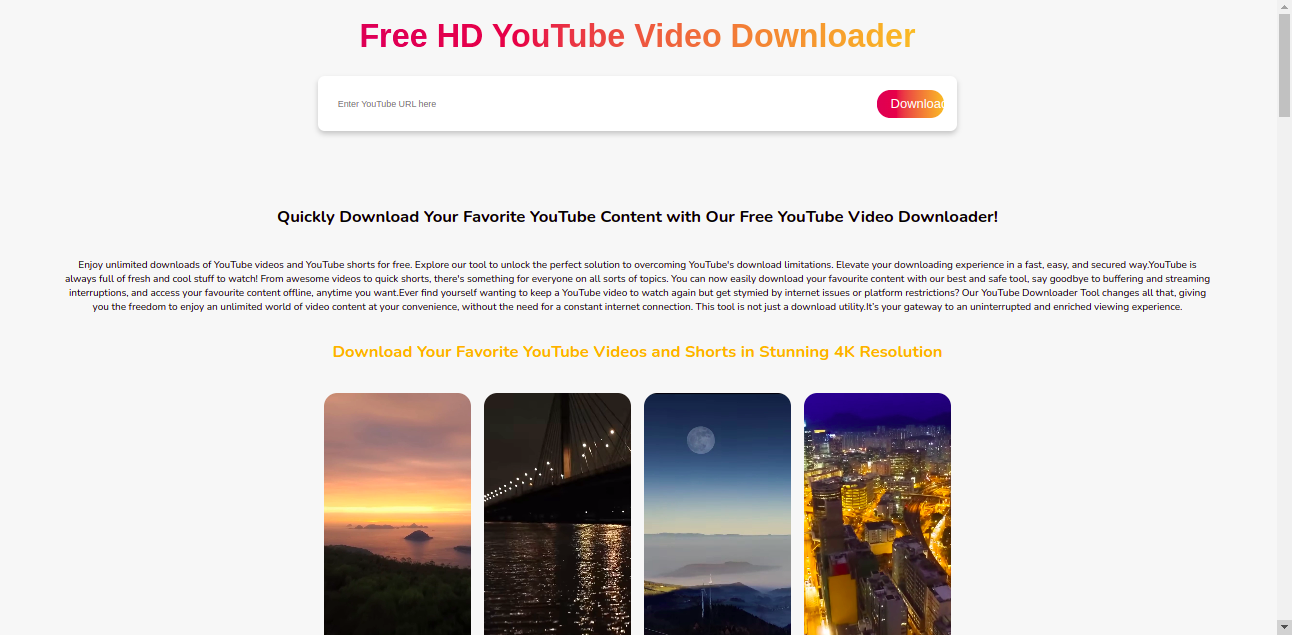 Free HD YouTube Video Downloader
Enter YouTube URL here
Download
Quickly Download Your Favorite YouTube Content with Our Free YouTube Video Downloader!
Enjoy unlimited downloads of YouTube videos and YouTube shorts for free. Explore our tool to unlock the perfect solution to overcoming YouTube's download limitations. Elevate your downloading experience in a fast, easy, and secured way.YouTube is
always full of fresh and cool stuff to watch! From awesome videos to quick shorts, there's something for everyone on all sorts of topics. You can now easily download your favourite content with our best and safe tool, say goodbye to buffering and streaming
interruptions, and access your favourite content offline, anytime you want.Ever find yourself wanting to keep a YouTube video to watch again but get stymied by internet issues or platform restrictions? Our YouTube Downloader Tool changes all that, giving
you the freedom to enjoy an unlimited world of video content at your convenience, without the need for a constant internet connection. This tool is not just a download utility.It's your gateway to an uninterrupted and enriched viewing experience.
Download Your Favorite YouTube Videos and Shorts in Stunning 4K Resolution